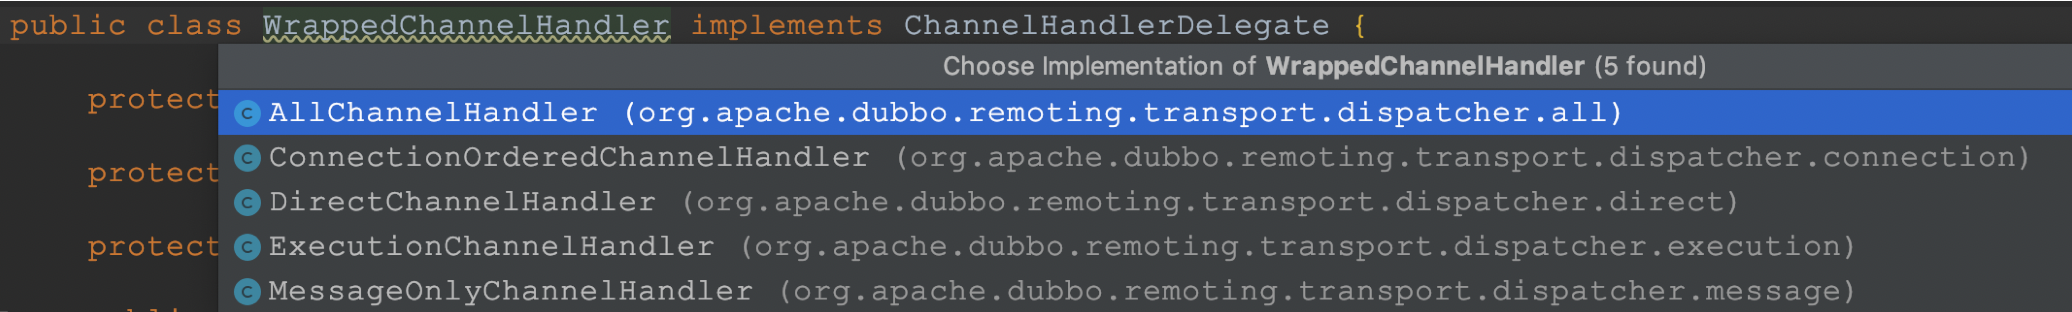 public class WrappedChannelHandler implements ChannelHandlerDelegate {
Choose Implementation of WrappedChannelHandler (5 found)
protect
AllChannelHandler (org.apache.dubbo.remoting.transport.dispatcher.all)
ConnectionOrderedChannelHandler (org.apache.dubbo.remoting.transport.dispatcher.connection)
protect
DirectChannelHandler (org.apache.dubbo.remoting.transport.dispatcher.direct)
protect
ExecutionChannelHandler (org.apache.dubbo.remoting.transport.dispatcher.execution)
MessageOnlyChannelHandler (org.apache.dubbo.remoting.transport.dispatcher.message)